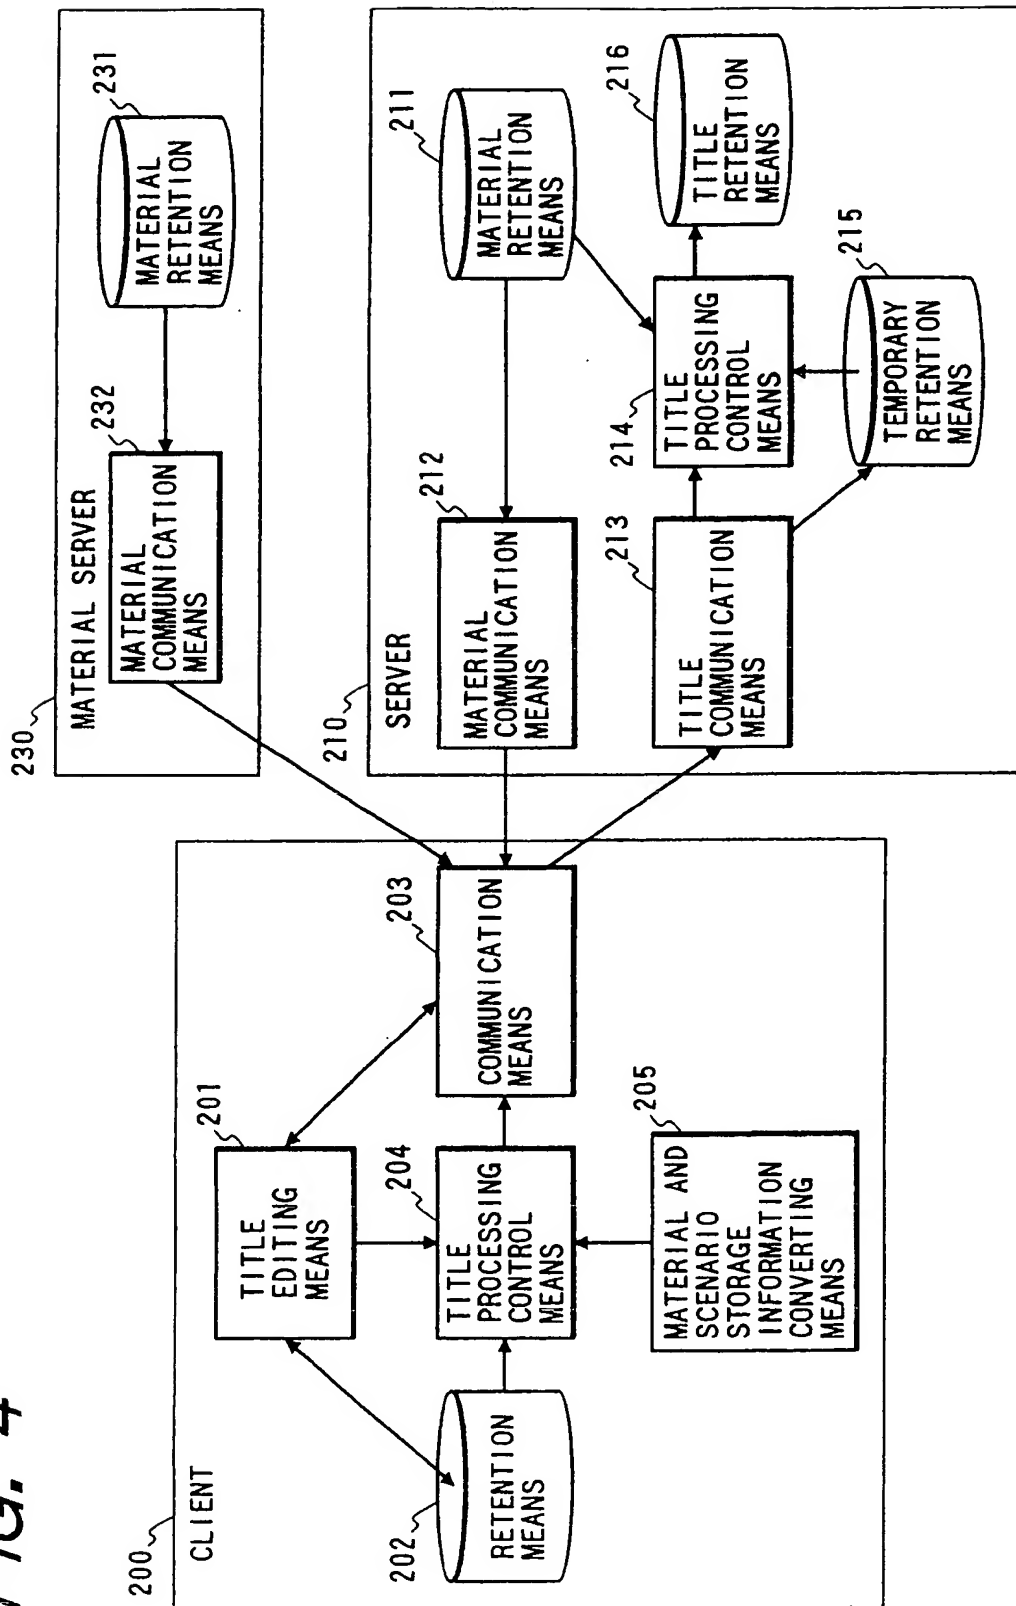 FIG. 4
200
CLIENT
201
TITLE
EDITING
MEANS
202
RETENTION
MEANS
204
TITLE
PROCESSING
CONTROL
MEANS
203
COMMUNICATION
MEANS
205
MATERIAL AND
SCENARIO
STORAGE
INFORMATION
CONVERTING
MEANS
230
MATERIAL SERVER
232
MATERIAL
COMMUNICATION
MEANS
231
MATERIAL
RETENTION
MEANS
210
SERVER
212
MATERIAL
COMMUNICATION
MEANS
211
MATERIAL
RETENTION
MEANS
213
TITLE
COMMUNICATION
MEANS
214
TITLE
PROCESSING
CONTROL
MEANS
216
TITLE
RETENTION
MEANS
215
TEMPORARY
RETENTION
MEANS